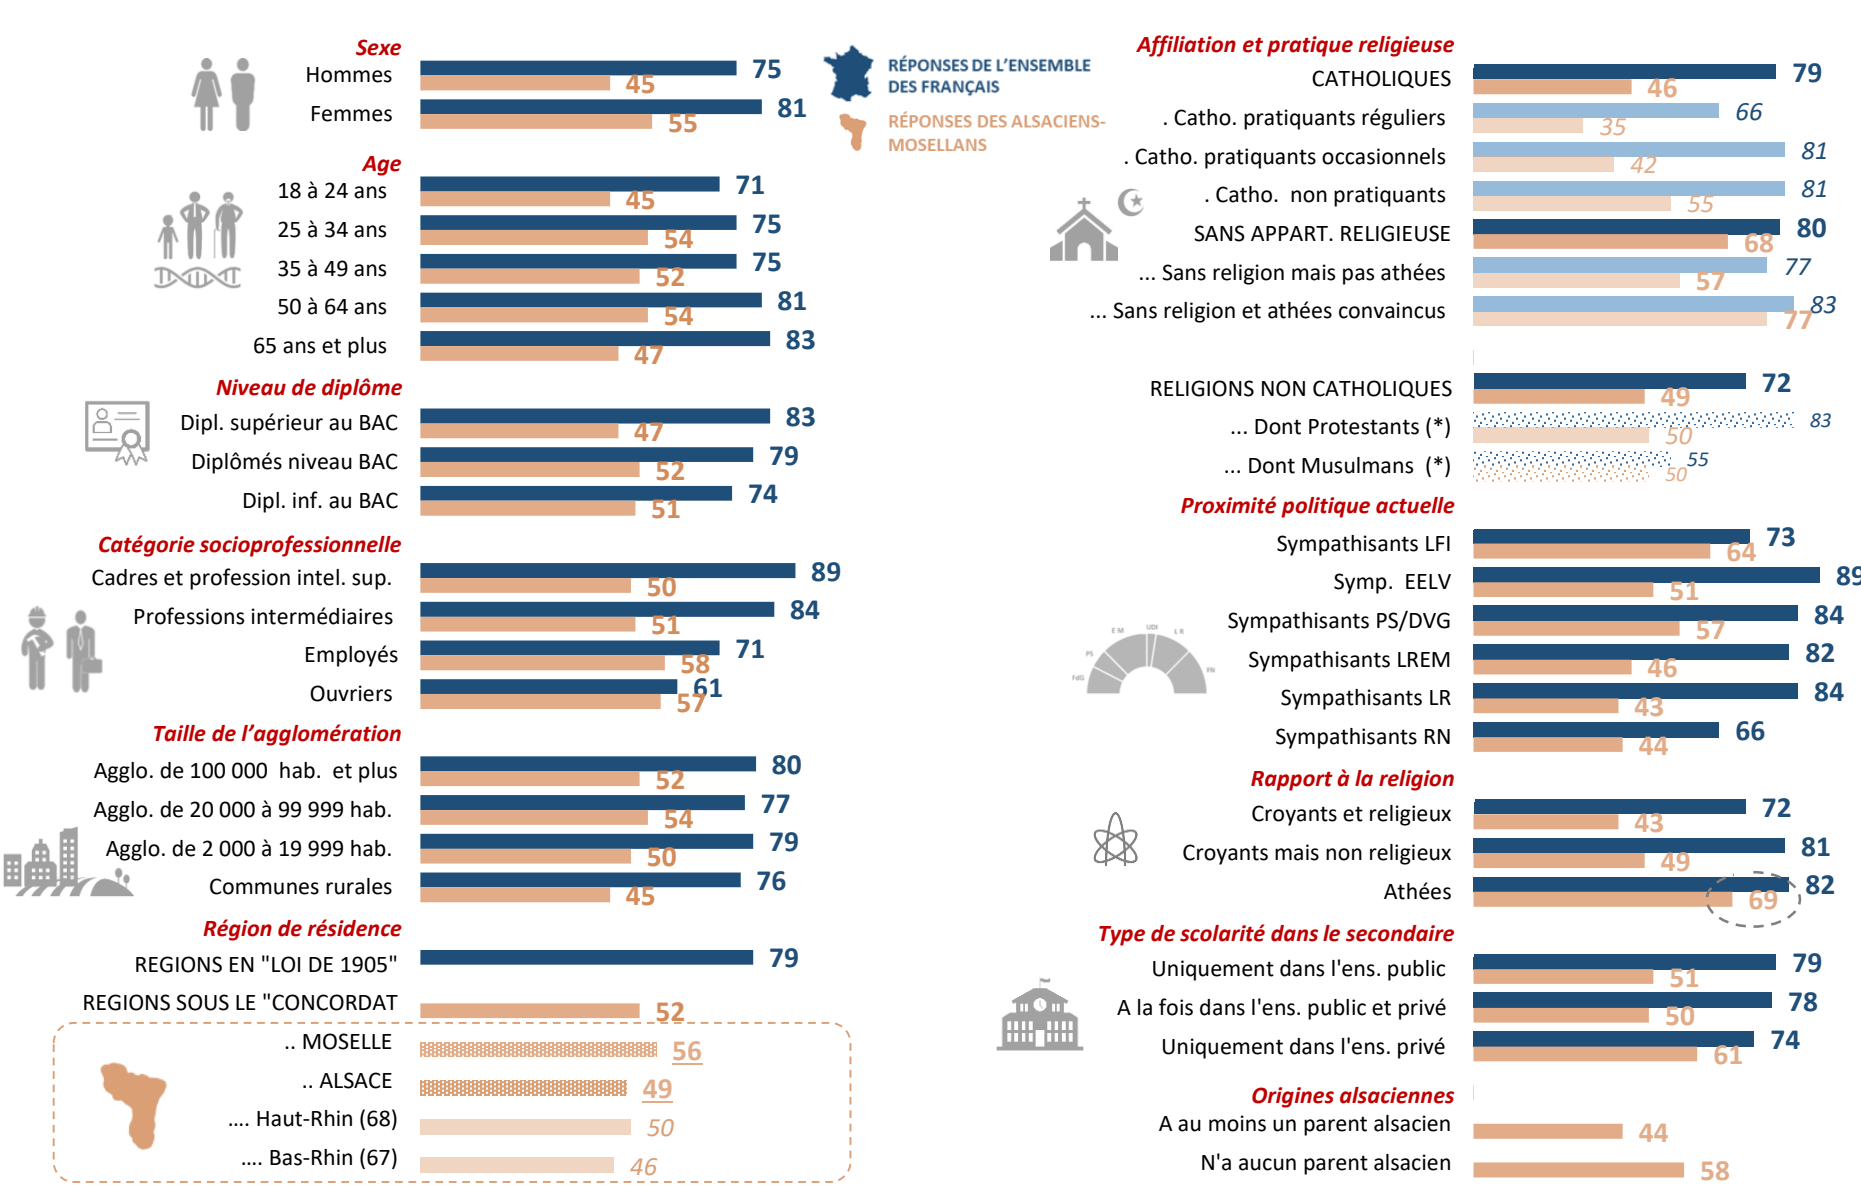 Sexe
Hommes 75
45
Femmes 81
55
Age
18 à 24 ans 71
45
25 à 34 ans 75
54
35 à 49 ans 75
52
50 à 64 ans 81
54
65 ans et plus 83
47
Niveau de diplôme
Dipl. supérieur au BAC 83
47
Diplômés niveau BAC 79
52
Dipl. inf. au BAC 74
51
Catégorie socioprofessionnelle
Cadres et profession intel. sup. 89
50
Professions intermédiaires 84
51
Employés 71
58
Ouvriers 61
57
Taille de l’agglomération
Agglo. de 100 000 hab. et plus 80
52
Agglo. de 20 000 à 99 999 hab. 77
54
Agglo. de 2 000 à 19 999 hab. 79
50
Communes rurales 76
45
Région de résidence
REGIONS EN "LOI DE 1905" 79
REGIONS SOUS LE "CONCORDAT 52
.. MOSELLE 56
.. ALSACE 49
.... Haut-Rhin (68) 50
.... Bas-Rhin (67) 46
RÉPONSES DE L’ENSEMBLE
DES FRANÇAIS
RÉPONSES DES ALSACIENS-
MOSELLANS
Affiliation et pratique religieuse
CATHOLIQUES 79
46
. Catho. pratiquants réguliers 66
35
. Catho. pratiquants occasionnels 81
42
. Catho. non pratiquants 81
55
SANS APPART. RELIGIEUSE 80
68
... Sans religion mais pas athées 77
57
... Sans religion et athées convaincus 83
77
RELIGIONS NON CATHOLIQUES 72
49
... Dont Protestants (*) 83
50
... Dont Musulmans (*) 55
50
Proximité politique actuelle
Sympathisants LFI 73
64
Symp. EELV 89
51
Sympathisants PS/DVG 84
57
Sympathisants LREM 82
46
Sympathisants LR 84
43
Sympathisants RN 66
44
FdG PS E M UDI L R FN
Rapport à la religion
Croyants et religieux 72
43
Croyants mais non religieux 81
49
Athées 82
69
Type de scolarité dans le secondaire
Uniquement dans l'ens. public 79
51
A la fois dans l'ens. public et privé 78
50
Uniquement dans l'ens. privé 74
61
Origines alsaciennes
A au moins un parent alsacien 44
N'a aucun parent alsacien 58